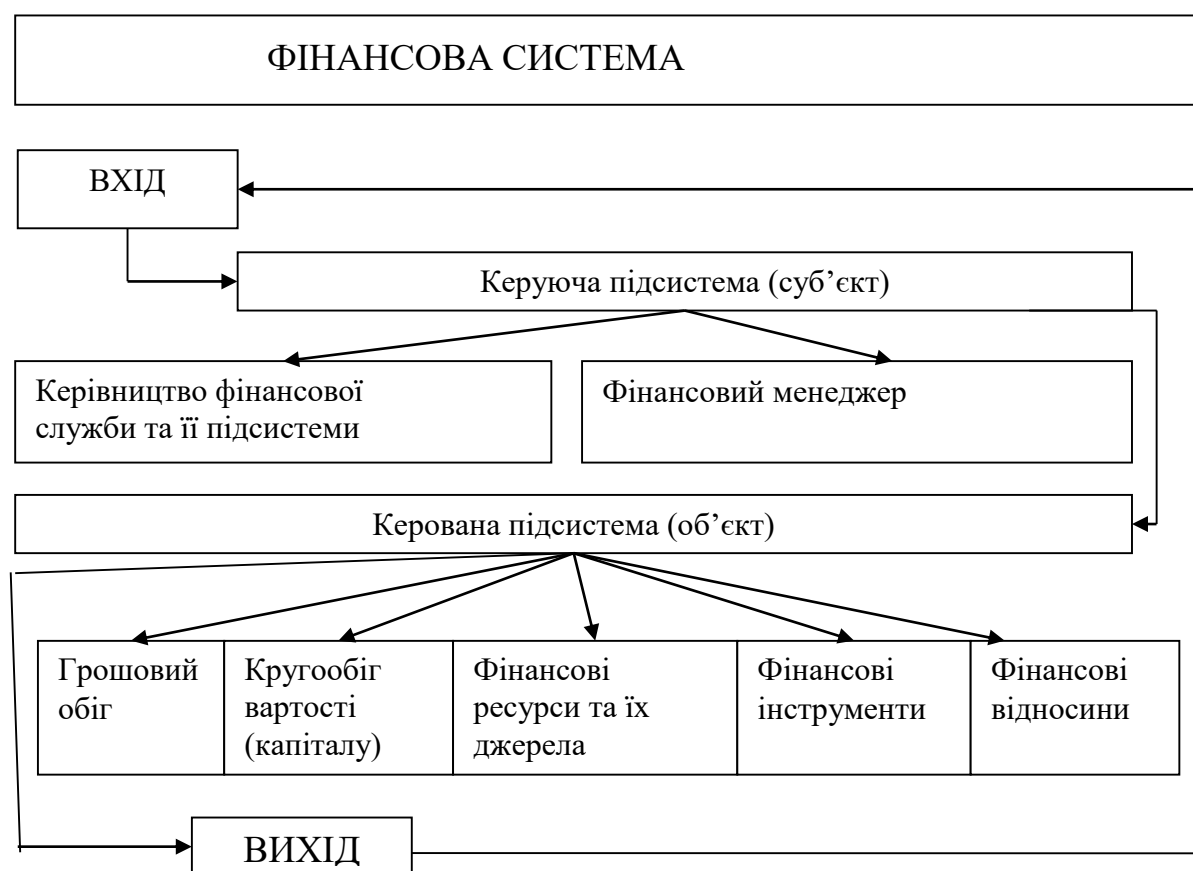 ФІНАНСОВА СИСТЕМА
ВХІД
Керуюча підсистема (суб’єкт)
Керівництво фінансової
служби та її підсистеми
Фінансовий менеджер
Керована підсистема (об’єкт)
Грошовий
обіг
Кругообіг
вартості
(капіталу)
Фінансові
ресурси та їх
джерела
Фінансові
інструменти
Фінансові
відносини
ВИХІД